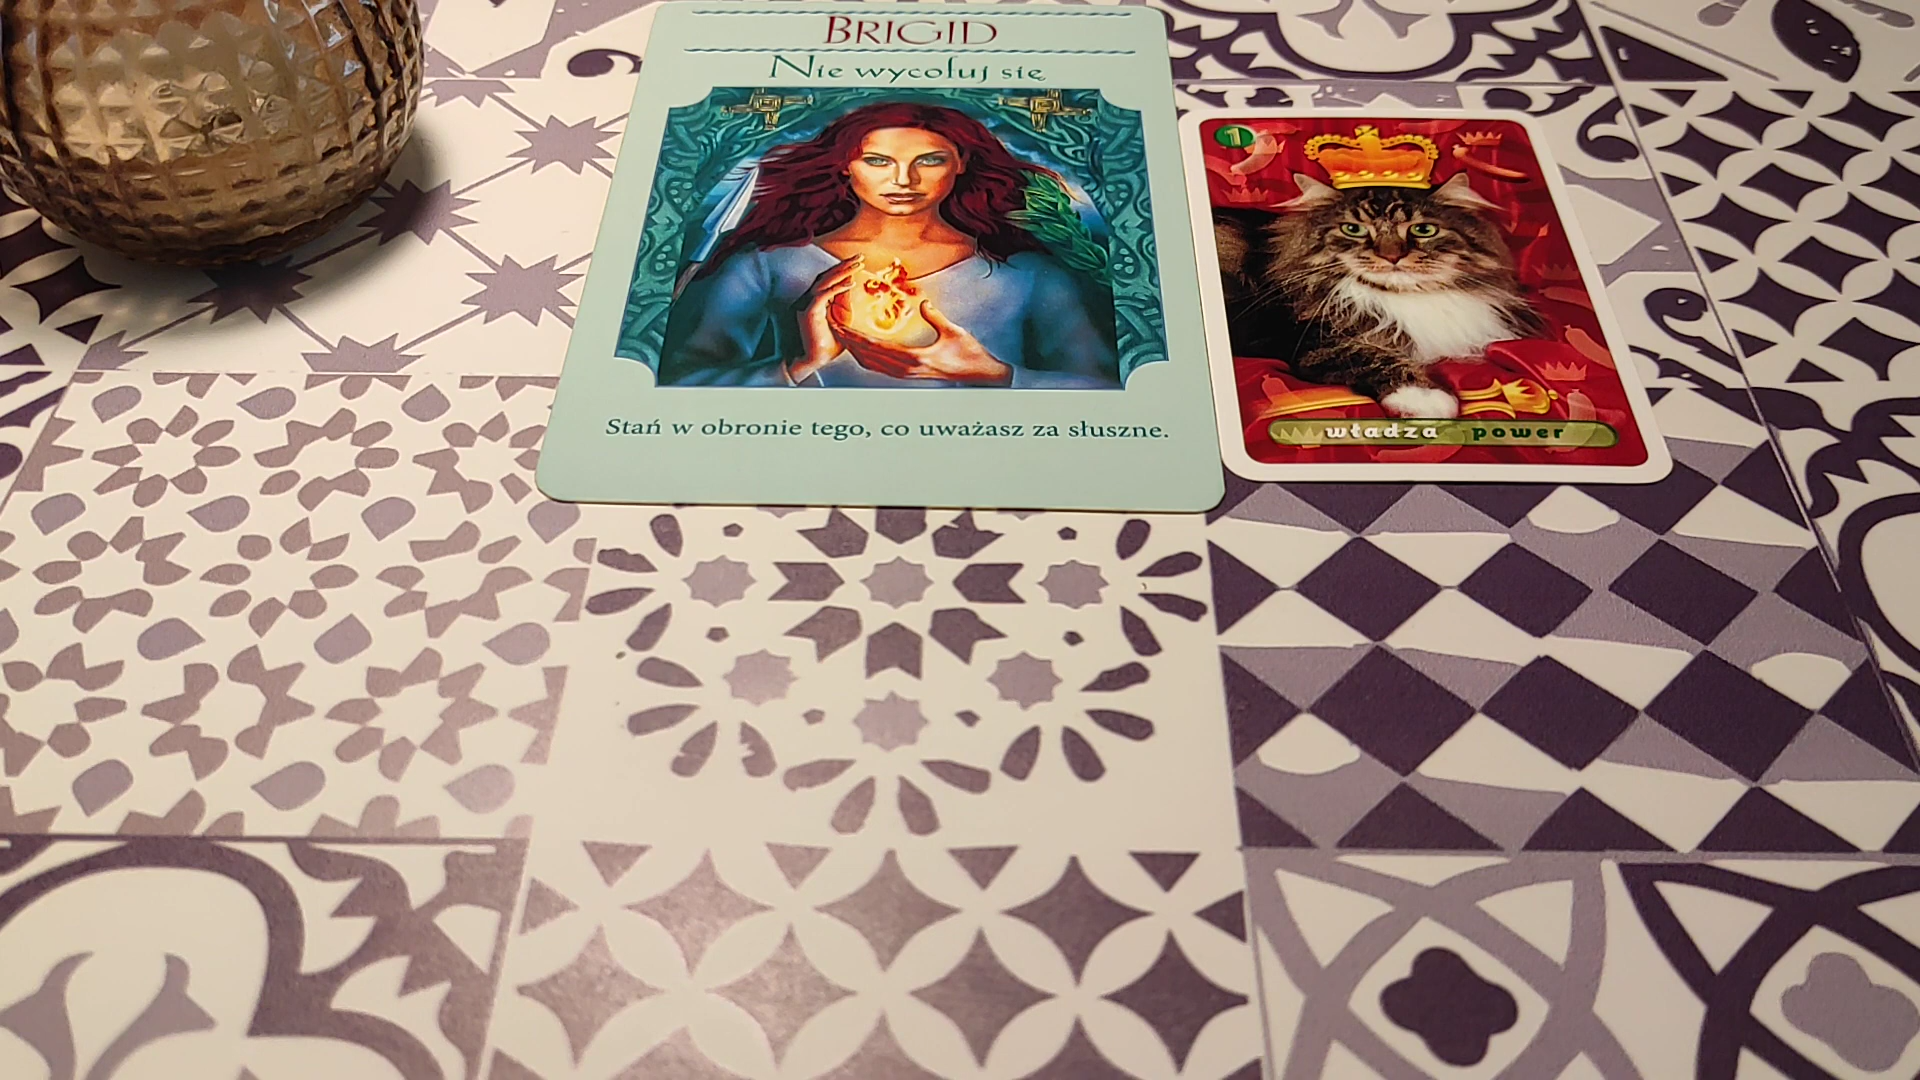 BRIGID
Nie wycofuj się
Stań w obronie tego, co uważasz za słuszne.
1
władza power